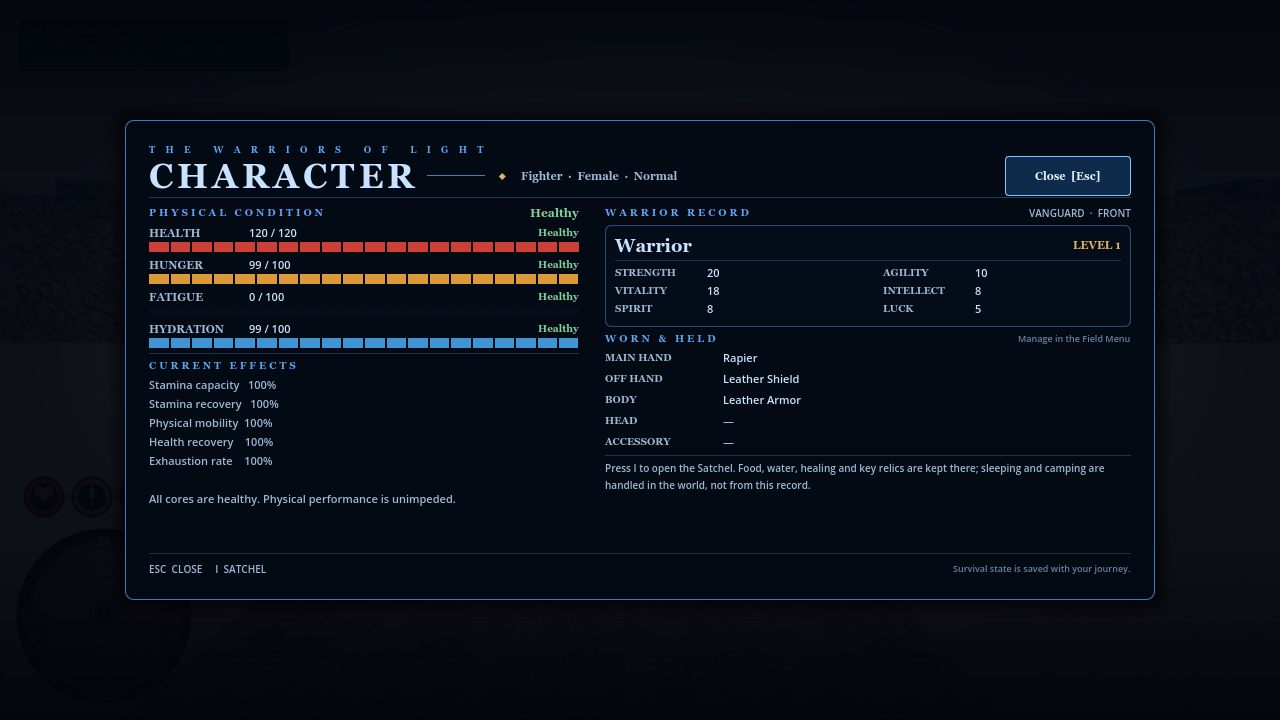 THE WARRIORS OF LIGHT
CHARACTER ◆ Fighter · Female · Normal
Close [Esc]
PHYSICAL CONDITION Healthy
HEALTH 120 / 120 Healthy
HUNGER 99 / 100 Healthy
FATIGUE 0 / 100 Healthy
HYDRATION 99 / 100 Healthy
CURRENT EFFECTS
Stamina capacity 100%
Stamina recovery 100%
Physical mobility 100%
Health recovery 100%
Exhaustion rate 100%
All cores are healthy. Physical performance is unimpeded.
WARRIOR RECORD VANGUARD · FRONT
Warrior LEVEL 1
STRENGTH 20 AGILITY 10
VITALITY 18 INTELLECT 8
SPIRIT 8 LUCK 5
WORN & HELD Manage in the Field Menu
MAIN HAND Rapier
OFF HAND Leather Shield
BODY Leather Armor
HEAD —
ACCESSORY —
Press I to open the Satchel. Food, water, healing and key relics are kept there; sleeping and camping are
handled in the world, not from this record.
ESC CLOSE I SATCHEL Survival state is saved with your journey.
N